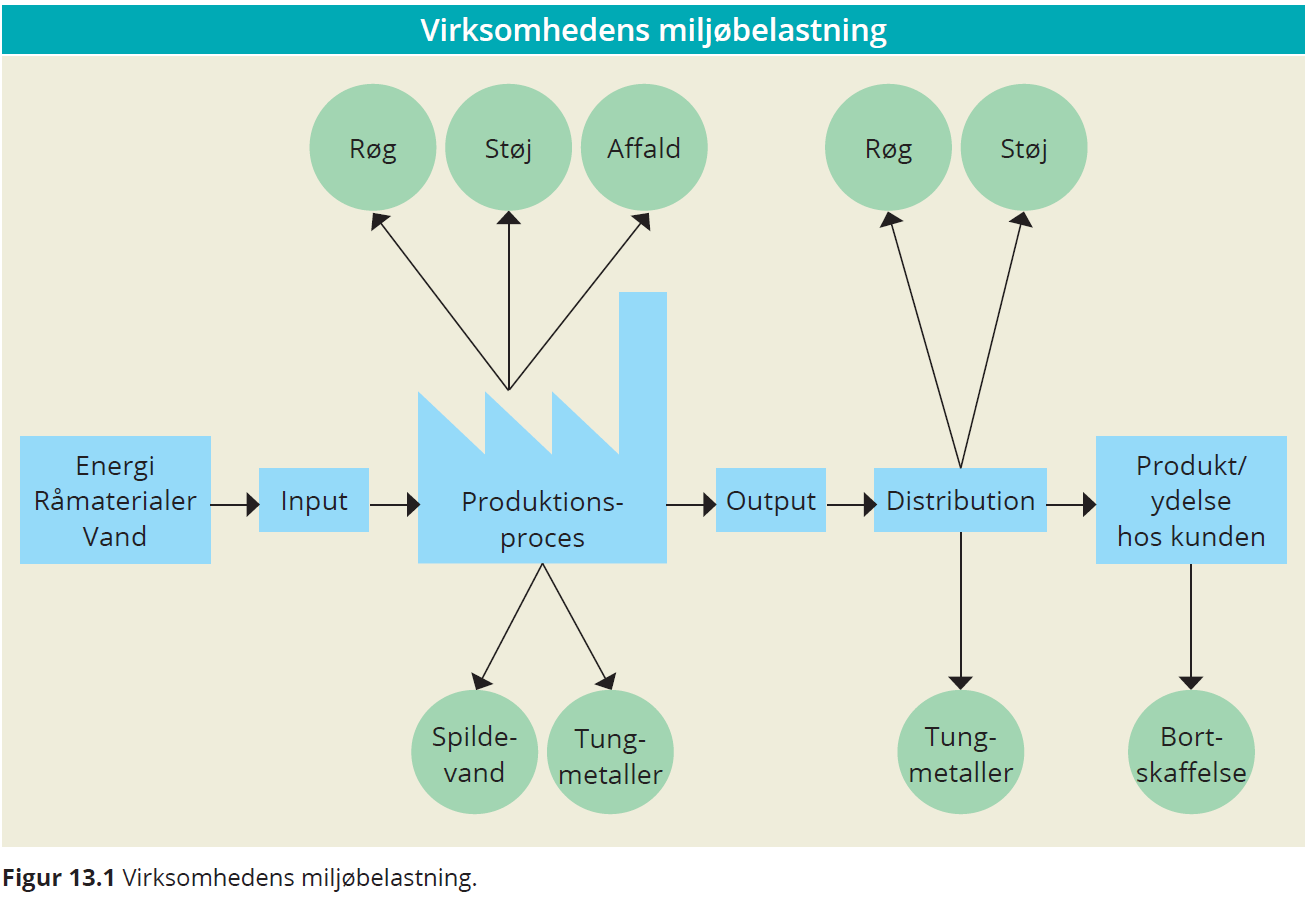 Virksomhedens miljøbelastning
Røg
Støj
Affald
Røg
Støj
Energi
Råmaterialer
Vand
Input
Produktions-
proces
Output
Distribution
Produkt/
ydelse
hos kunden
Spilde-
vand
Tung-
metaller
Tung-
metaller
Bort-
skaffelse
Figur 13.1 Virksomhedens miljøbelastning.